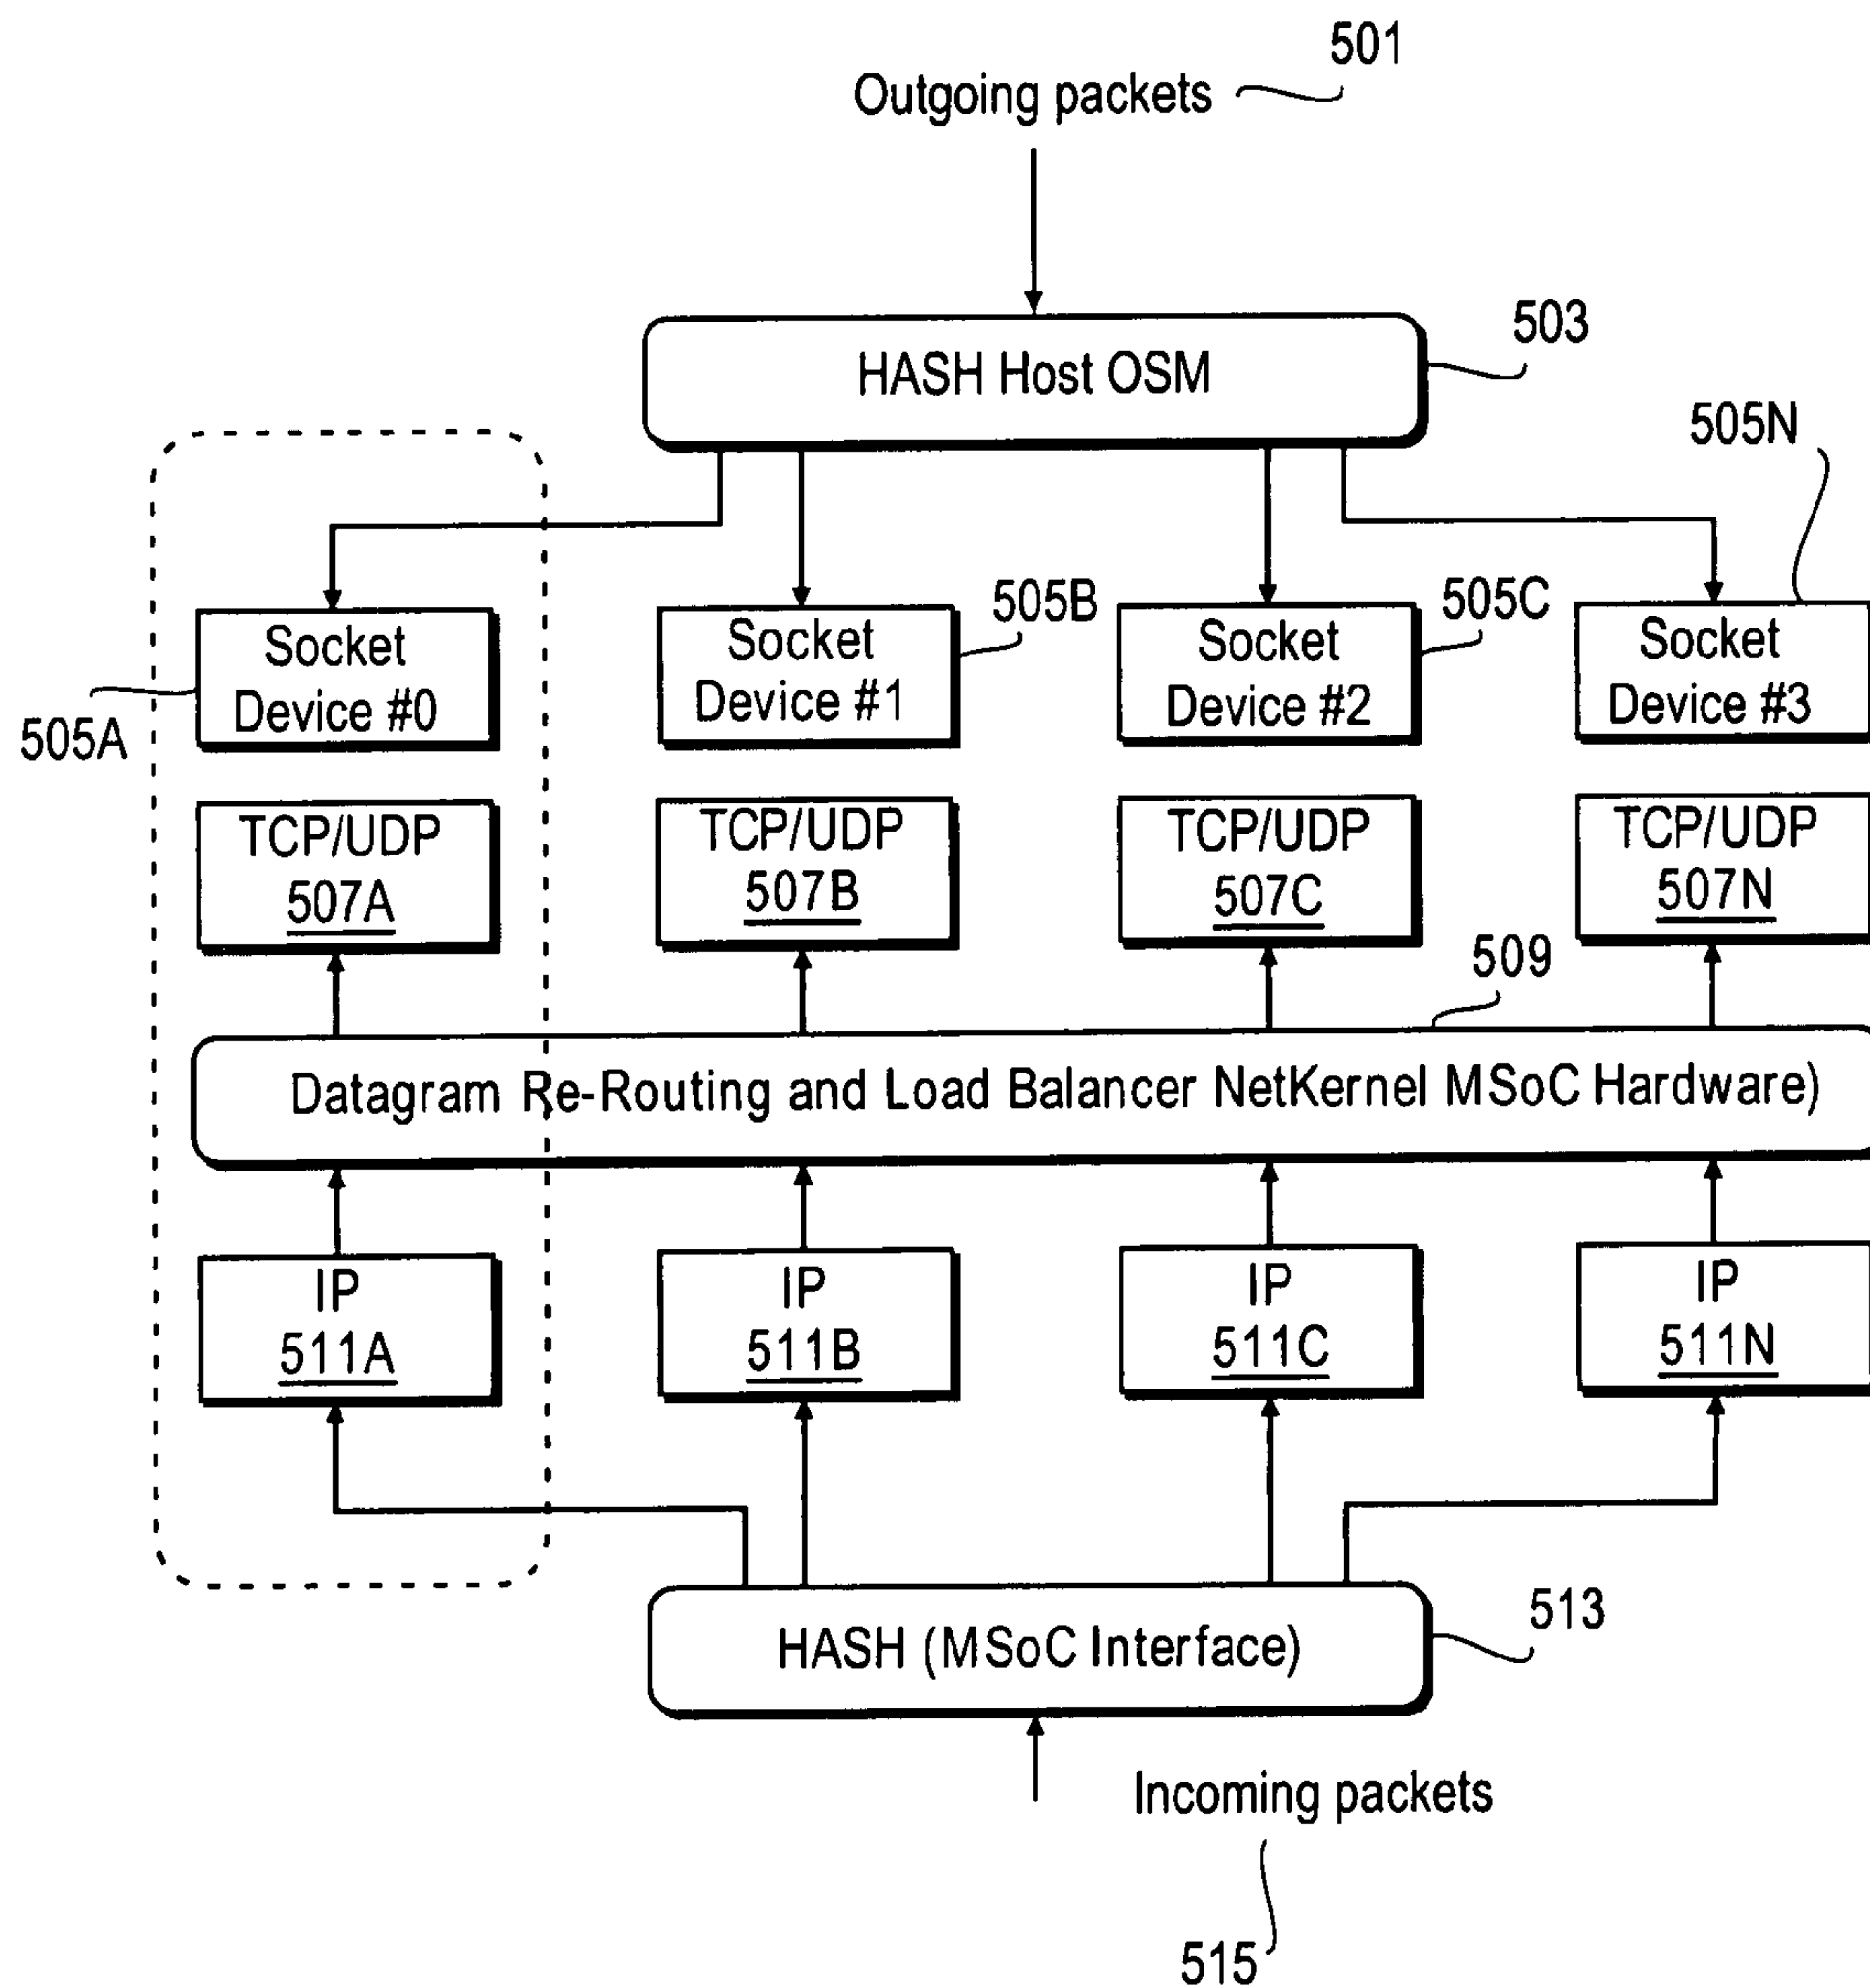 501
Outgoing packets
503
HASH Host OSM
505N
505B
505C
Socket
Device #0
Socket
Device #1
Socket
Device #2
Socket
Device #3
505A
TCP/UDP
507A
TCP/UDP
507B
TCP/UDP
507C
TCP/UDP
507N
509
Datagram Re-Routing and Load Balancer NetKernel MSoC Hardware)
IP
511A
IP
511B
IP
511C
IP
511N
513
HASH (MSoC Interface)
Incoming packets
515